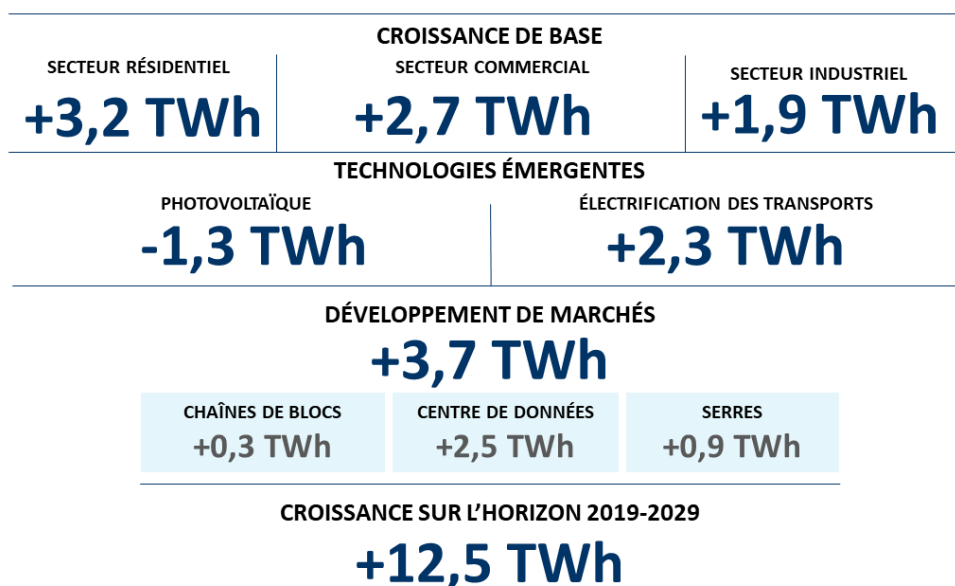 CROISSANCE DE BASE
SECTEUR RÉSIDENTIEL
+3,2 TWh
SECTEUR COMMERCIAL
+2,7 TWh
SECTEUR INDUSTRIEL
+1,9 TWh
TECHNOLOGIES ÉMERGENTES
PHOTOVOLTAÏQUE
-1,3 TWh
ÉLECTRIFICATION DES TRANSPORTS
+2,3 TWh
DÉVELOPPEMENT DE MARCHÉS
+3,7 TWh
CHAÎNES DE BLOCS
+0,3 TWh
CENTRE DE DONNÉES
+2,5 TWh
SERRES
+0,9 TWh
CROISSANCE SUR L'HORIZON 2019-2029
+12,5 TWh